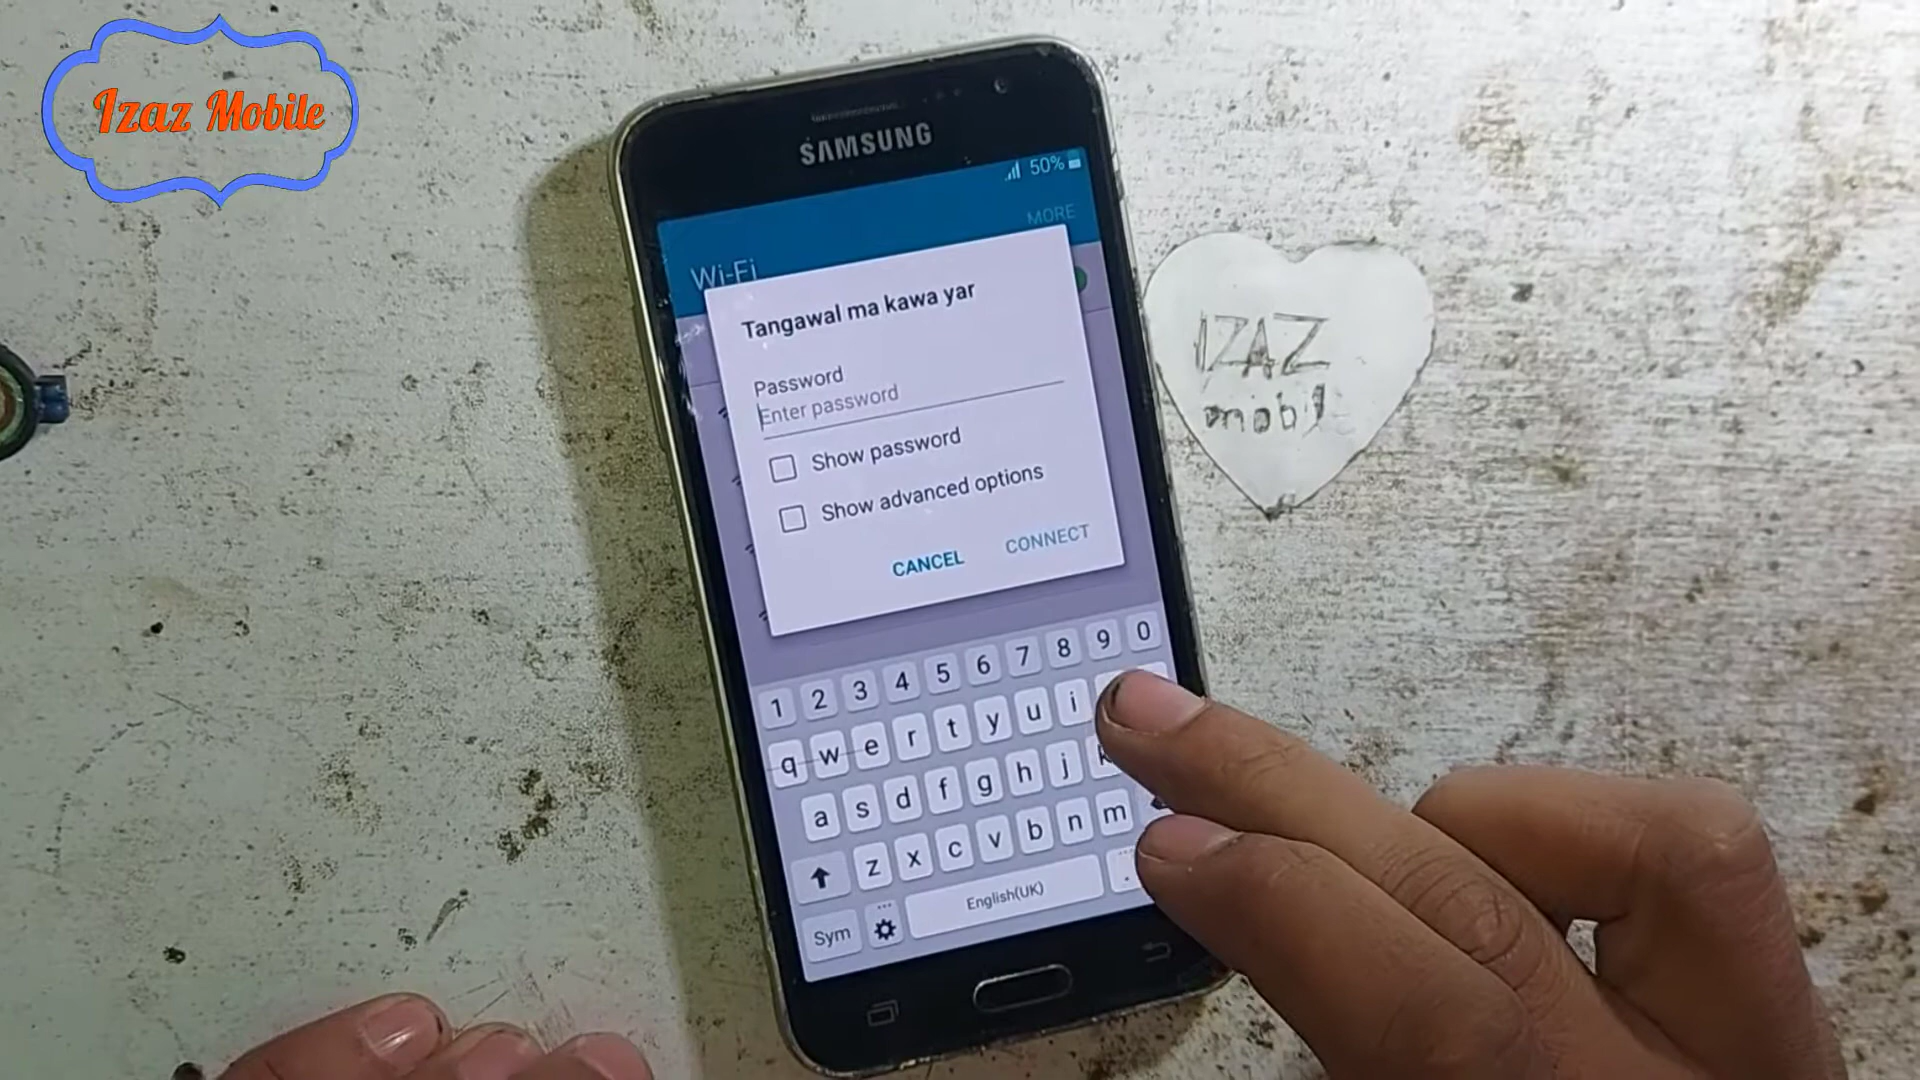 Izaz Mobile
SAMSUNG
50%
MORE
Wi-Fi
Tangawal ma kawa yar
Password
Enter password
Show password
Show advanced options
CANCEL CONNECT
IZAZ
mobil
1 2 3 4 5 6 7 8 9 0
q w e r t y u i
a s d f g h j k
z x c v b n m
Sym English(UK) .